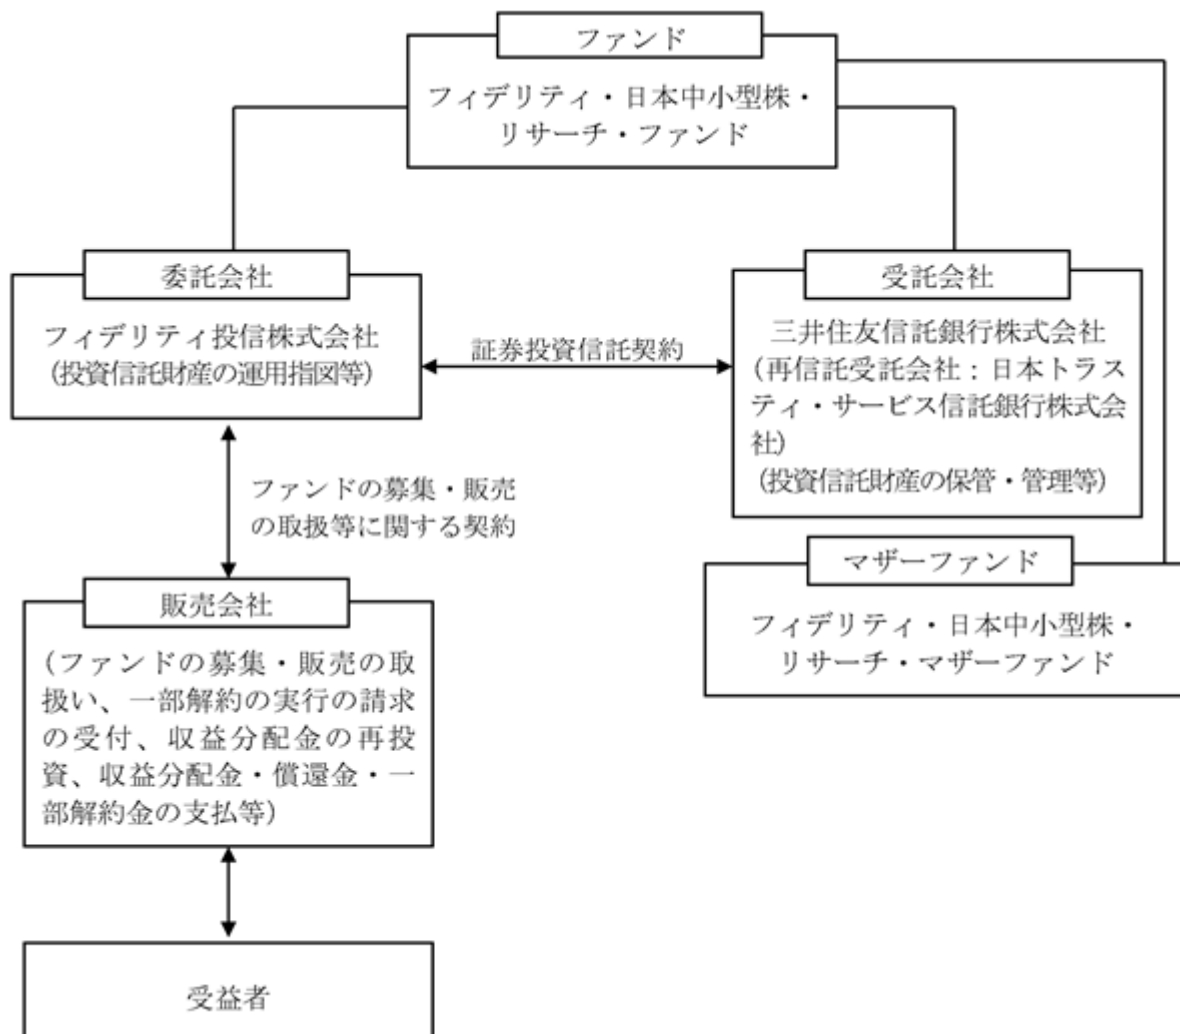 ファンド
フィデリティ・日本中小型株・
リサーチ・ファンド
委託会社
フィデリティ投信株式会社
（投資信託財産の運用指図等）
証券投資信託契約
受託会社
三井住友信託銀行株式会社
（再信託受託会社：日本トラス
ティ・サービス信託銀行株式会
社）
（投資信託財産の保管・管理等）
ファンドの募集・販売
の取扱等に関する契約
マザーファンド
フィデリティ・日本中小型株・
リサーチ・マザーファンド
販売会社
（ファンドの募集・販売の取
扱い、一部解約の実行の請求
の受付、収益分配金の再投
資、収益分配金・償還金・一
部解約金の支払等）
受益者